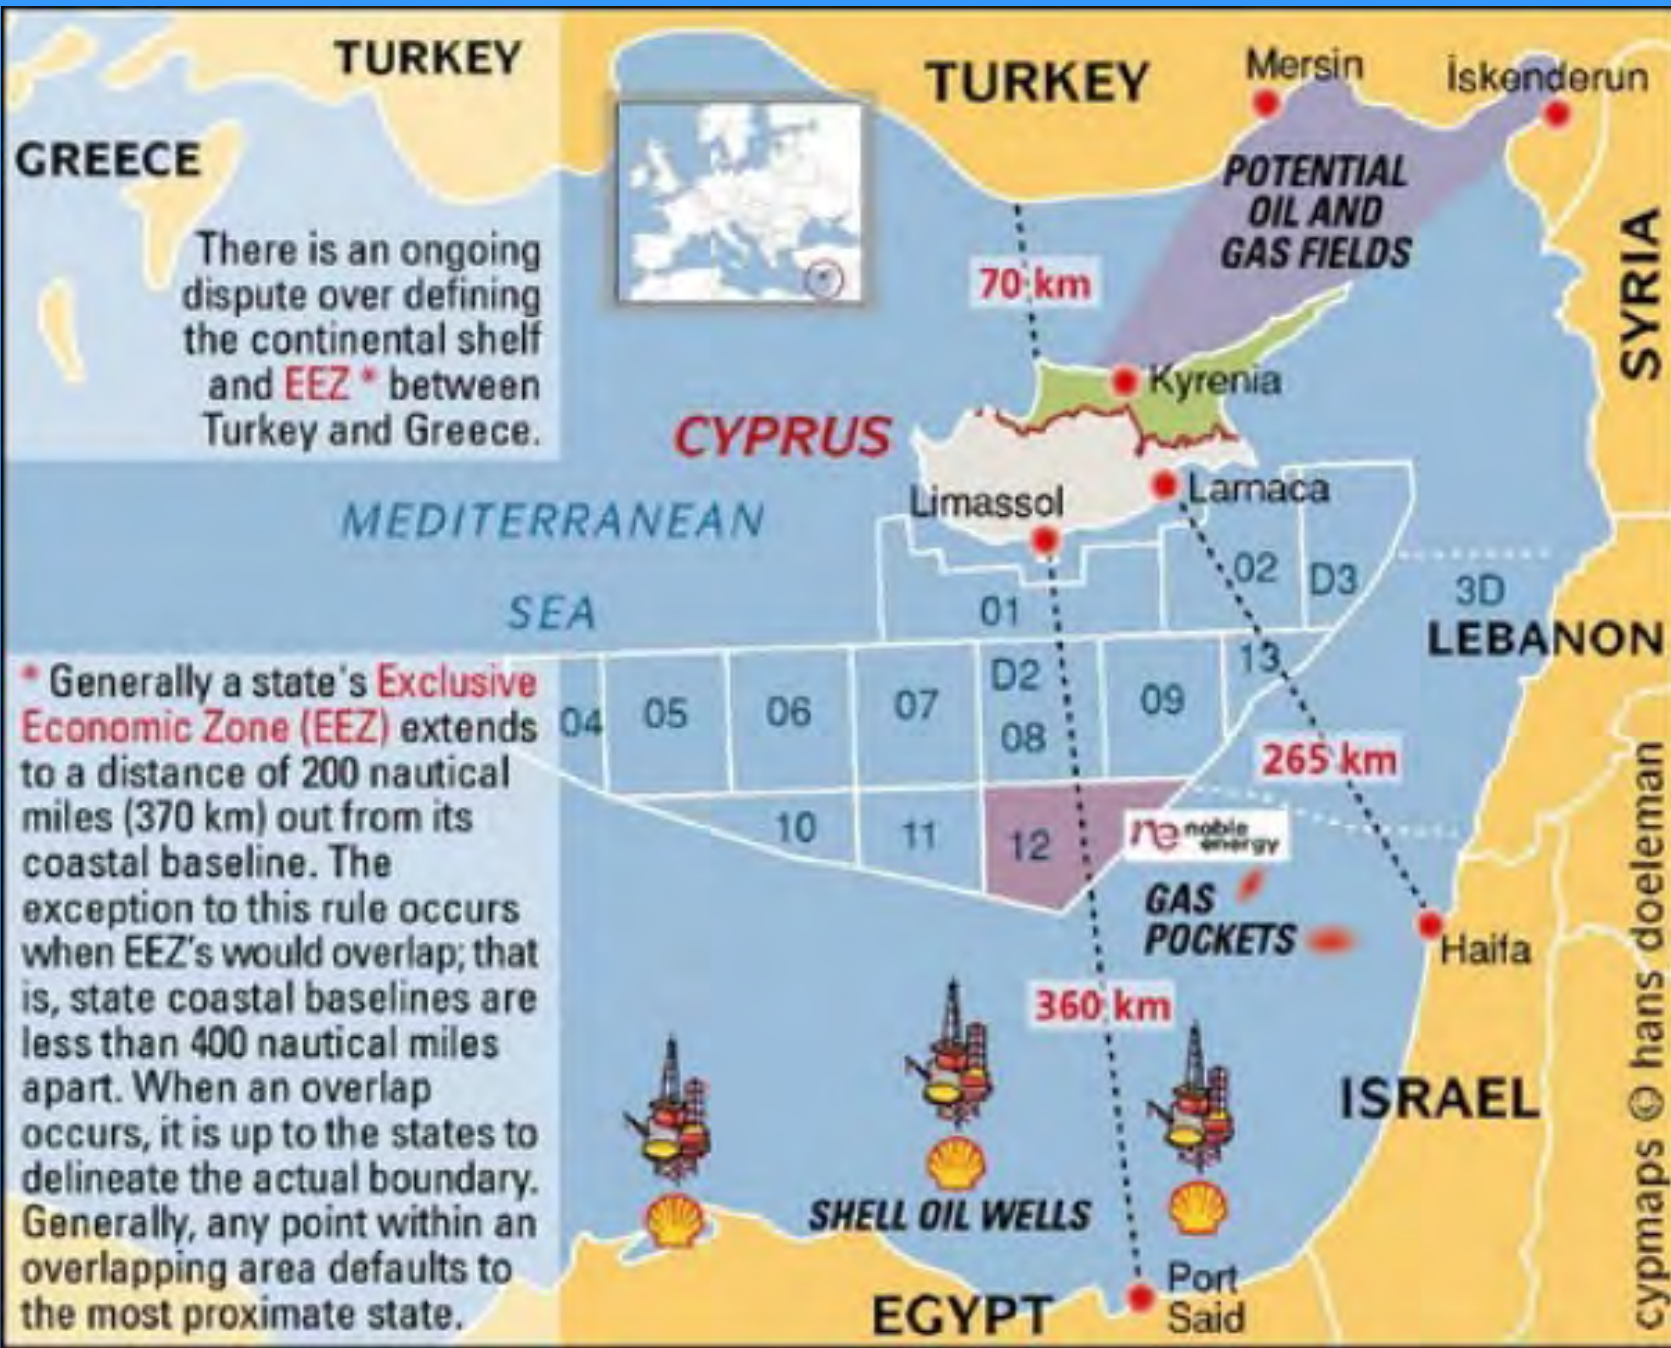 TURKEY
TURKEY
Mersin
İskenderun
GREECE
POTENTIAL
OIL AND
GAS FIELDS
There is an ongoing
dispute over defining
the continental shelf
and EEZ * between
Turkey and Greece.
70 km
SYRIA
Kyrenia
CYPRUS
Limassol
Larnaca
MEDITERRANEAN
SEA
02
D3
3D
01
LEBANON
13
* Generally a state's Exclusive
Economic Zone (EEZ) extends
to a distance of 200 nautical
miles (370 km) out from its
coastal baseline. The
exception to this rule occurs
when EEZ's would overlap; that
is, state coastal baselines are
less than 400 nautical miles
apart. When an overlap
occurs, it is up to the states to
delineate the actual boundary.
Generally, any point within an
overlapping area defaults to
the most proximate state.
04
05
06
07
D2
08
09
265 km
10
11
12
ne noble
energy
GAS
POCKETS
Haifa
360 km
ISRAEL
SHELL OIL WELLS
EGYPT
Port
Said
cypmaps © hans doeleman